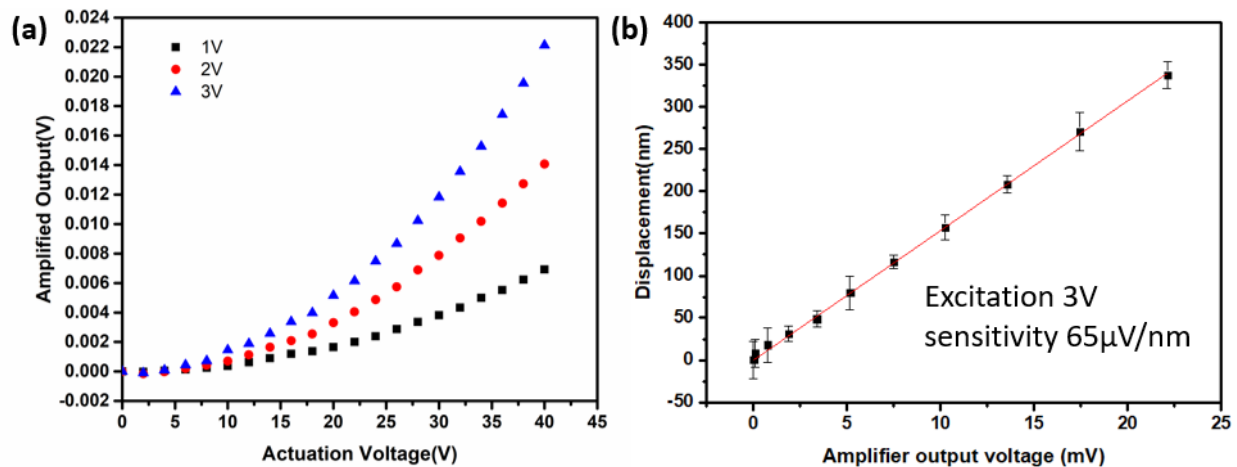 (a)
0.024
0.022
0.020
0.018
0.016
0.014
0.012
0.010
0.008
0.006
0.004
0.002
0.000
-0.002
Amplified Output(V)
1V
2V
3V
0 5 10 15 20 25 30 35 40 45
Actuation Voltage(V)
(b)
400
350
300
250
200
150
100
50
0
-50
Displacement(nm)
Excitation 3V
sensitivity 65µV/nm
0 5 10 15 20 25
Amplifier output voltage (mV)